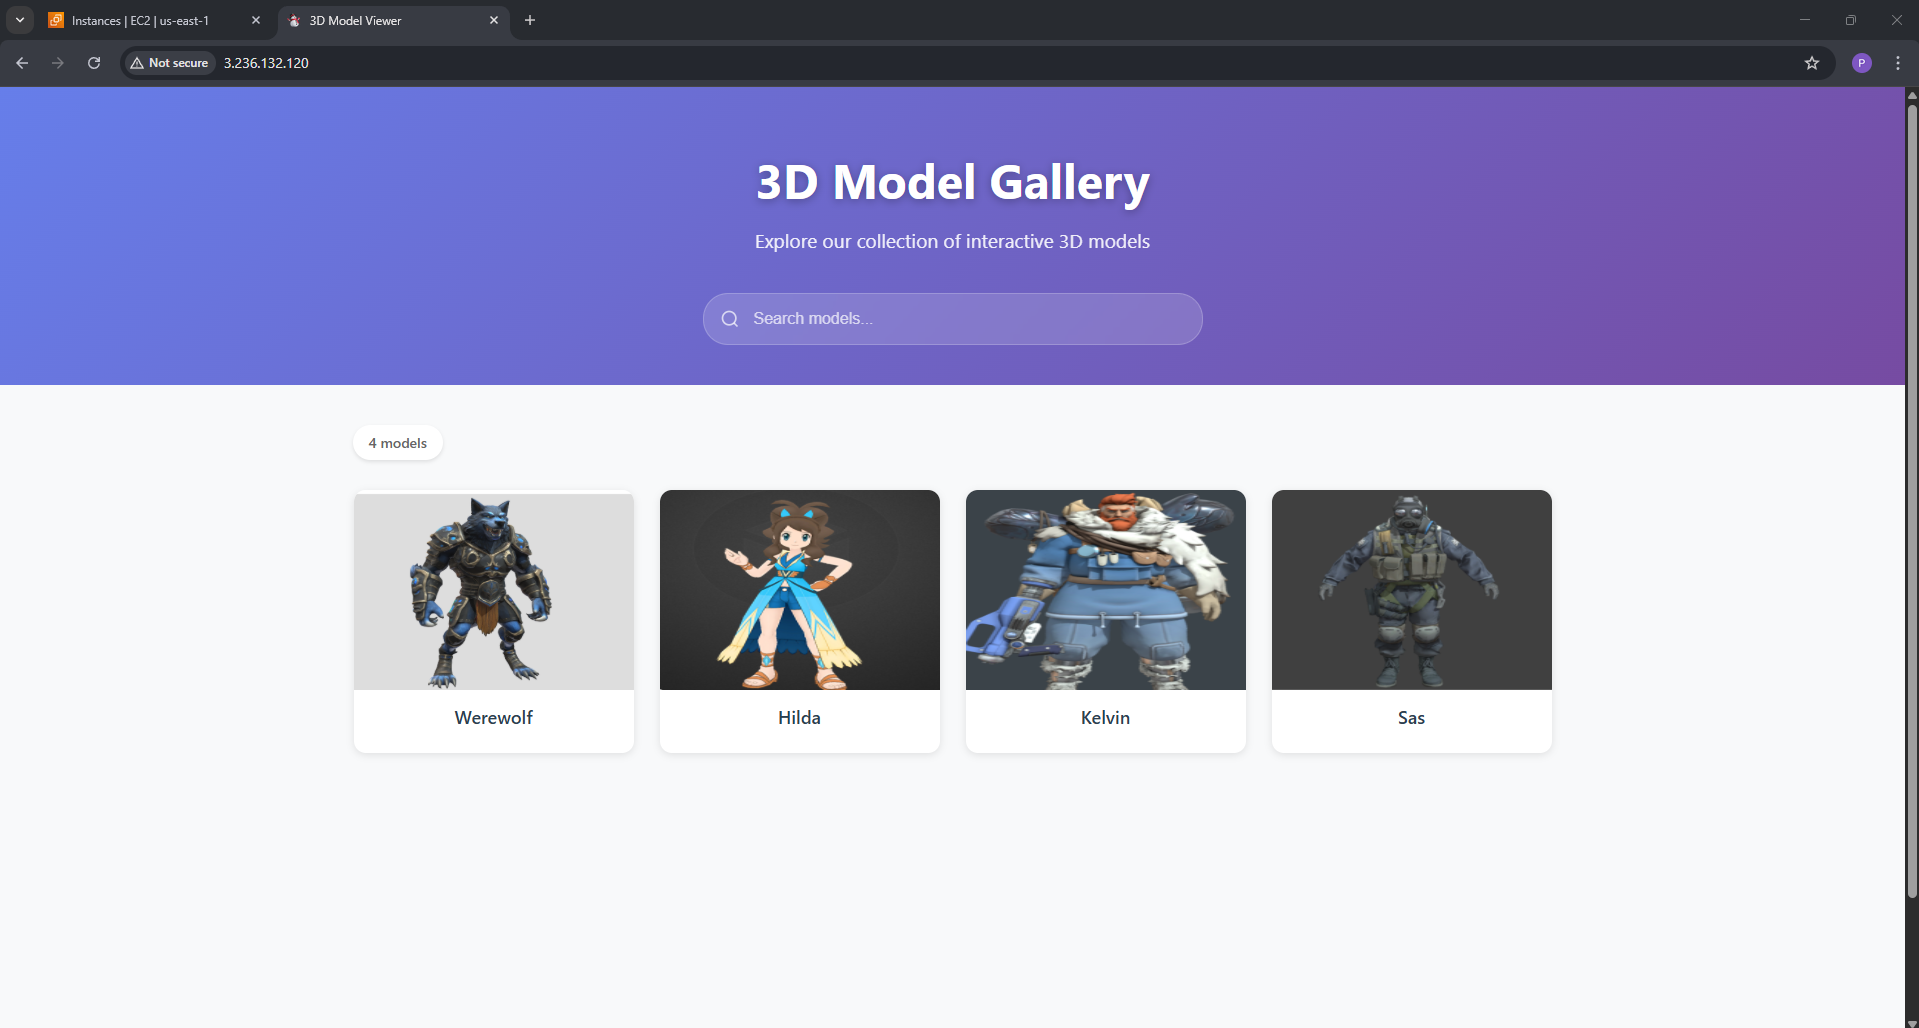 Instances | EC2 | us-east-1
3D Model Viewer
Not secure
3.236.132.120
P
3D Model Gallery
Explore our collection of interactive 3D models
Search models...
4 models
Werewolf
Hilda
Kelvin
Sas